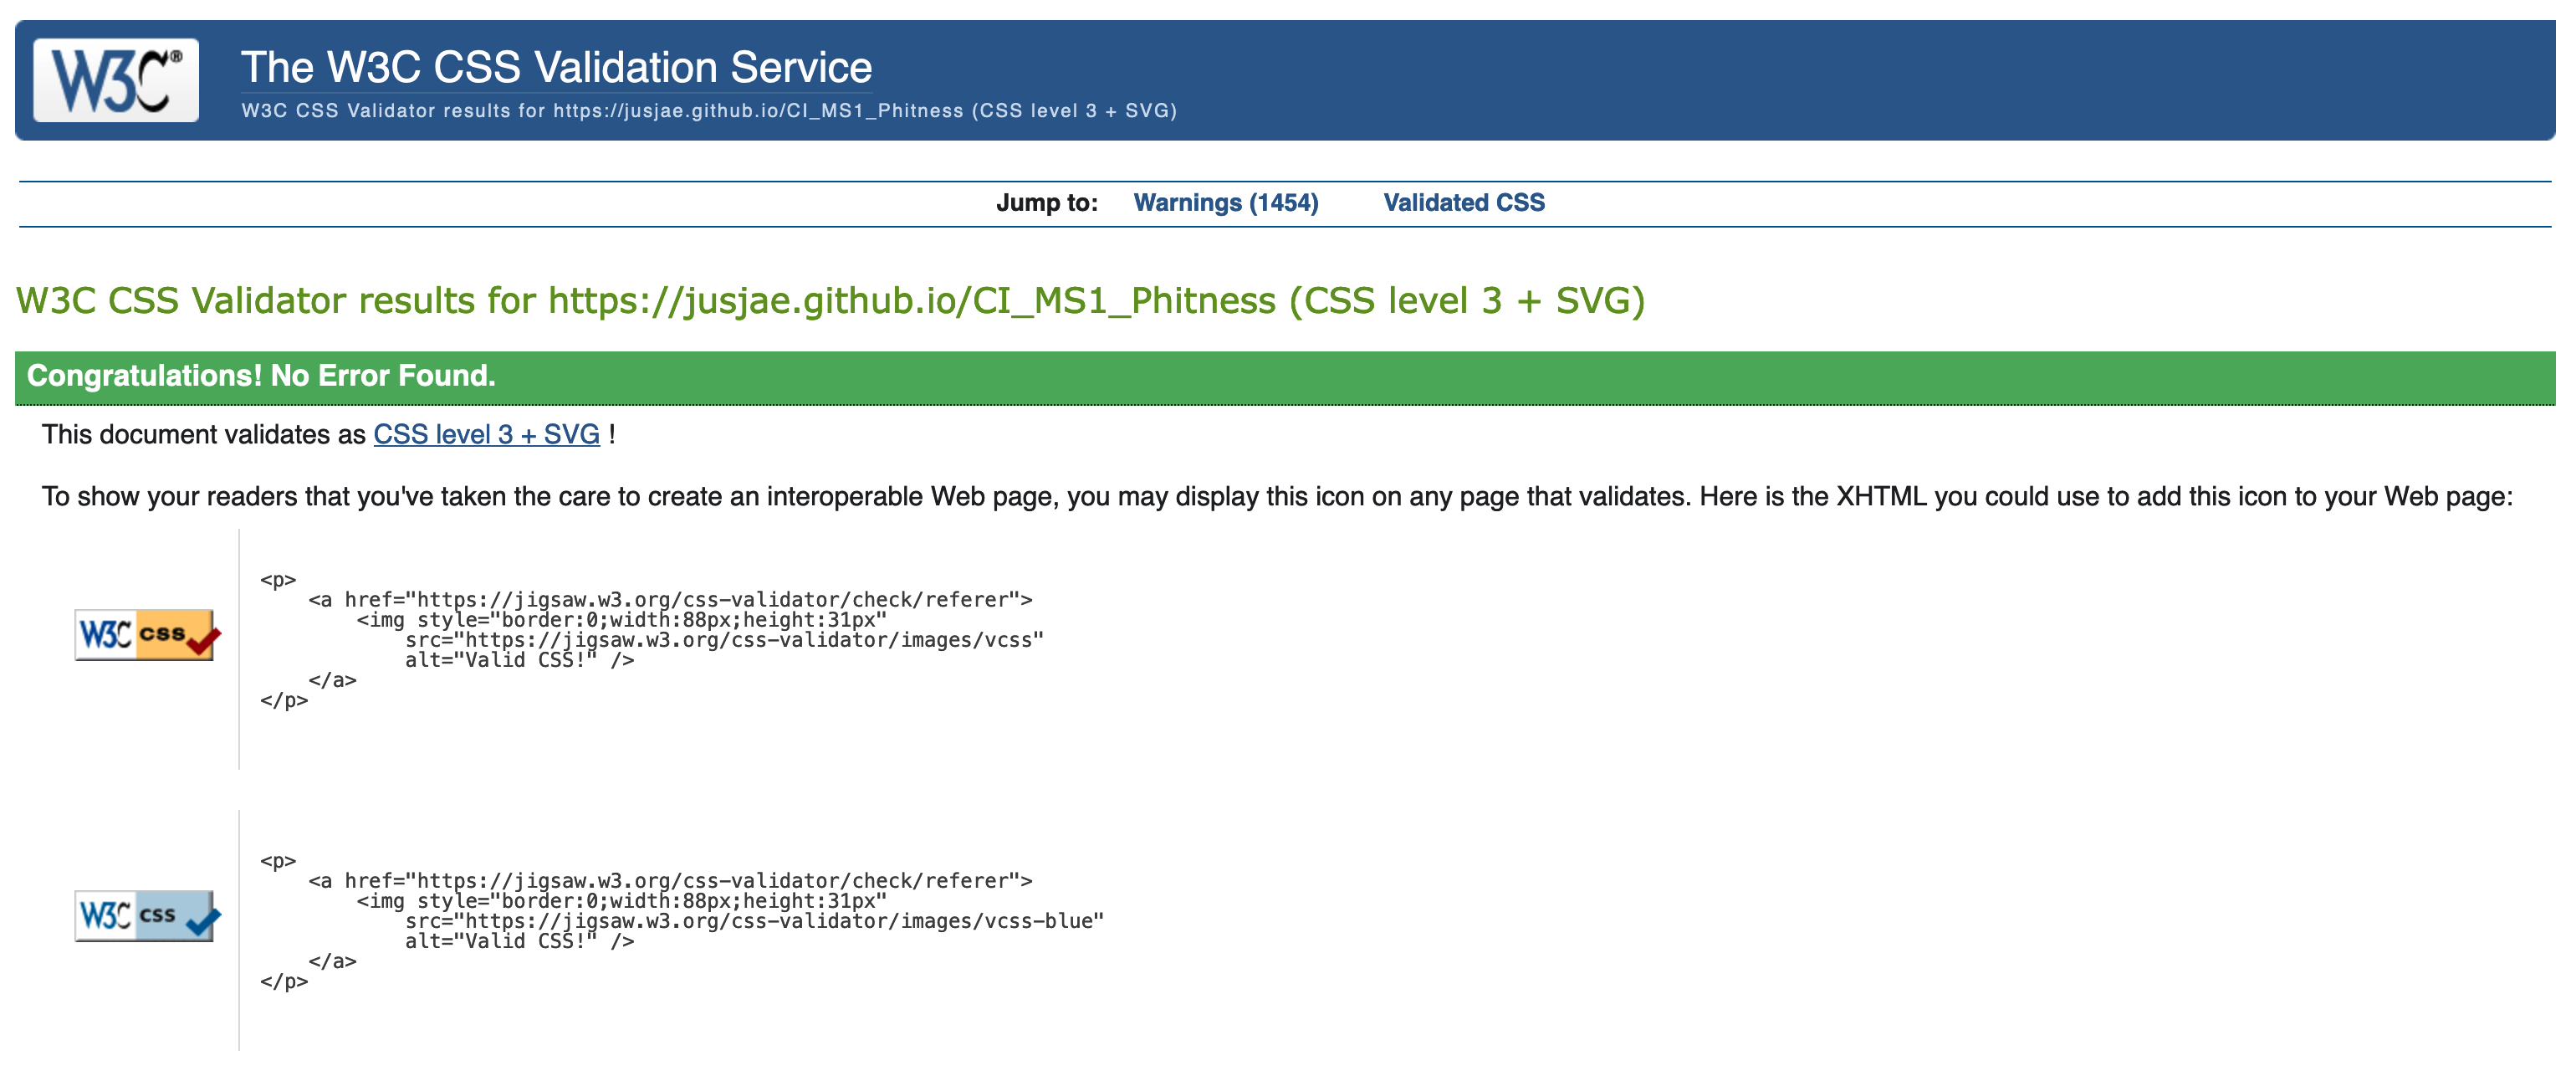 W3C®
The W3C CSS Validation Service
W3C CSS Validator results for https://jusjae.github.io/CI_MS1_Phitness (CSS level 3 + SVG)
Jump to: Warnings (1454) Validated CSS
W3C CSS Validator results for https://jusjae.github.io/CI_MS1_Phitness (CSS level 3 + SVG)
Congratulations! No Error Found.
This document validates as CSS level 3 + SVG !
To show your readers that you've taken the care to create an interoperable Web page, you may display this icon on any page that validates. Here is the XHTML you could use to add this icon to your Web page:
W3C css
<p>
    <a href="https://jigsaw.w3.org/css-validator/check/referer">
        <img style="border:0;width:88px;height:31px"
            src="https://jigsaw.w3.org/css-validator/images/vcss"
            alt="Valid CSS!" />
    </a>
</p>
W3C css
<p>
    <a href="https://jigsaw.w3.org/css-validator/check/referer">
        <img style="border:0;width:88px;height:31px"
            src="https://jigsaw.w3.org/css-validator/images/vcss-blue"
            alt="Valid CSS!" />
    </a>
</p>